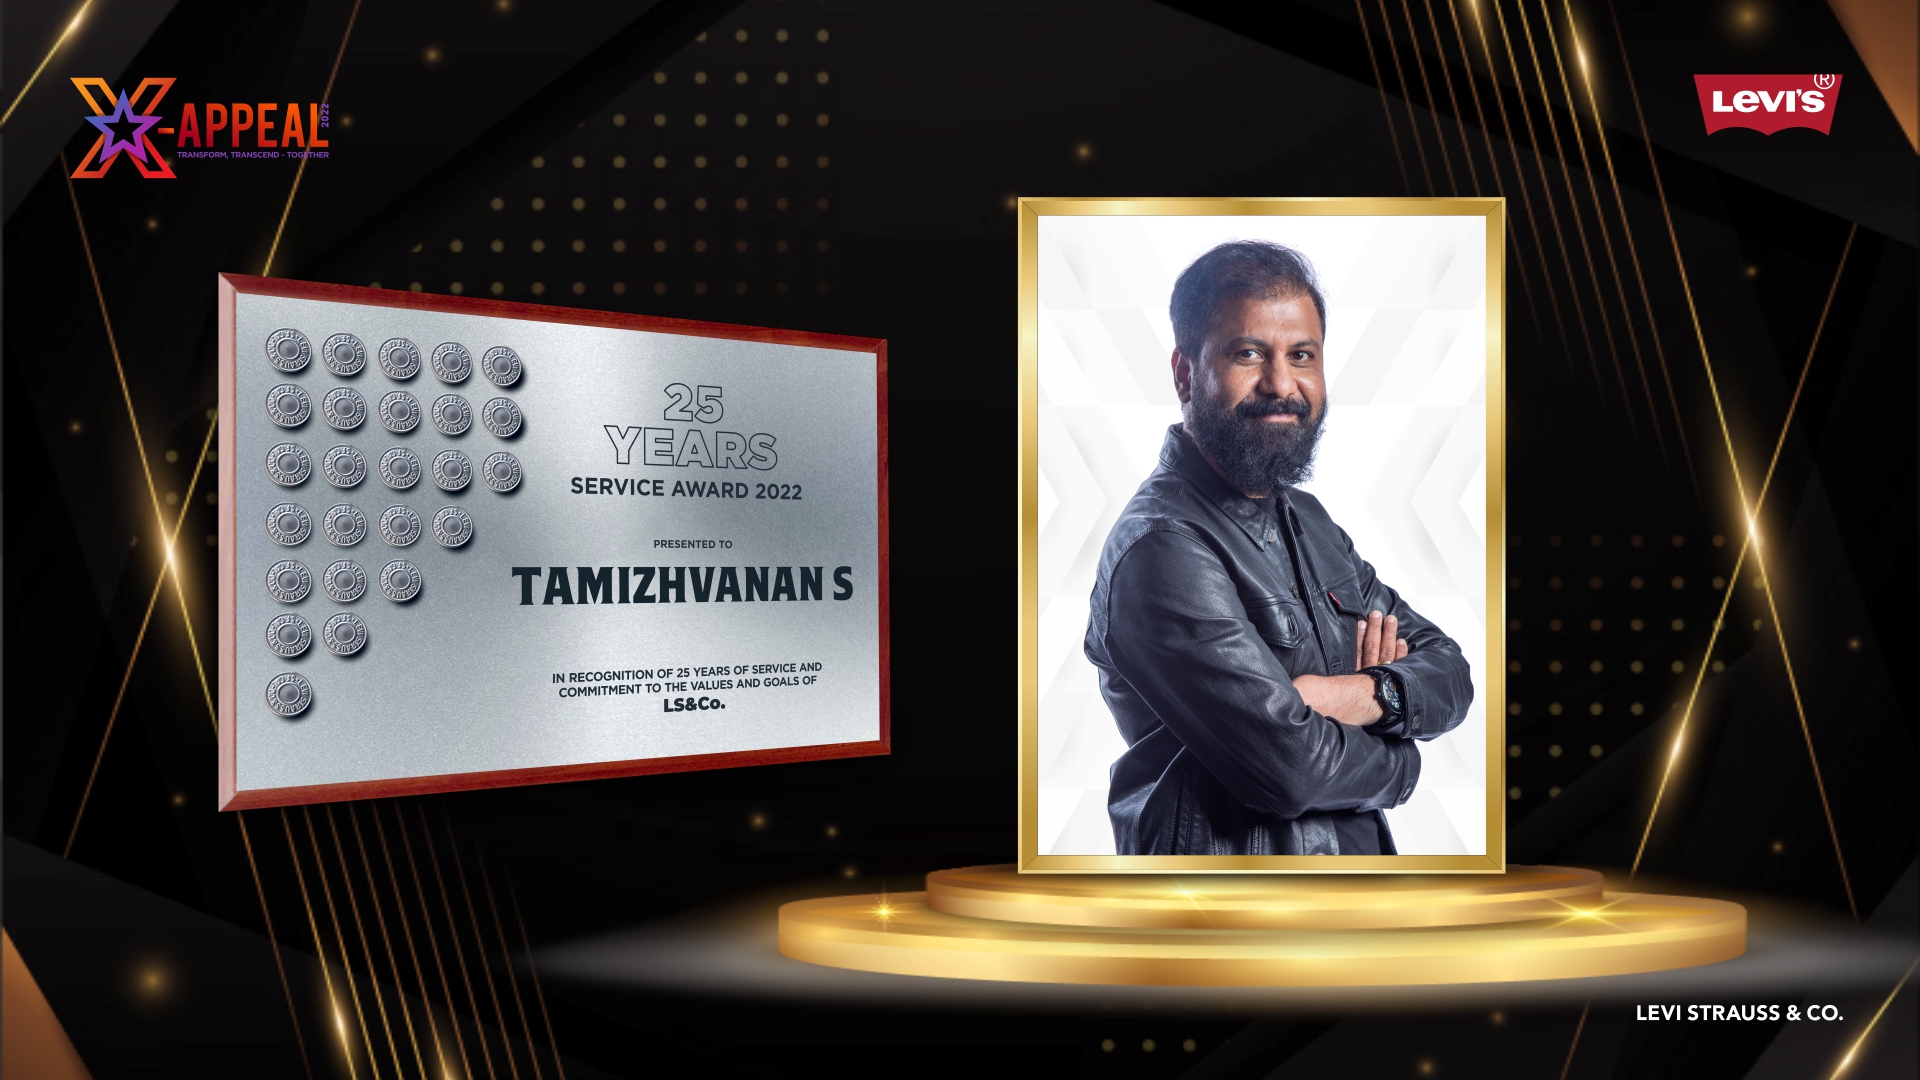 X-APPEAL 2022
TRANSFORM, TRANSCEND - TOGETHER
LEVI'S®
25
YEARS
SERVICE AWARD 2022
PRESENTED TO
TAMIZHVANAN S
IN RECOGNITION OF 25 YEARS OF SERVICE AND
COMMITMENT TO THE VALUES AND GOALS OF
LS&Co.
LEVI STRAUSS & CO.